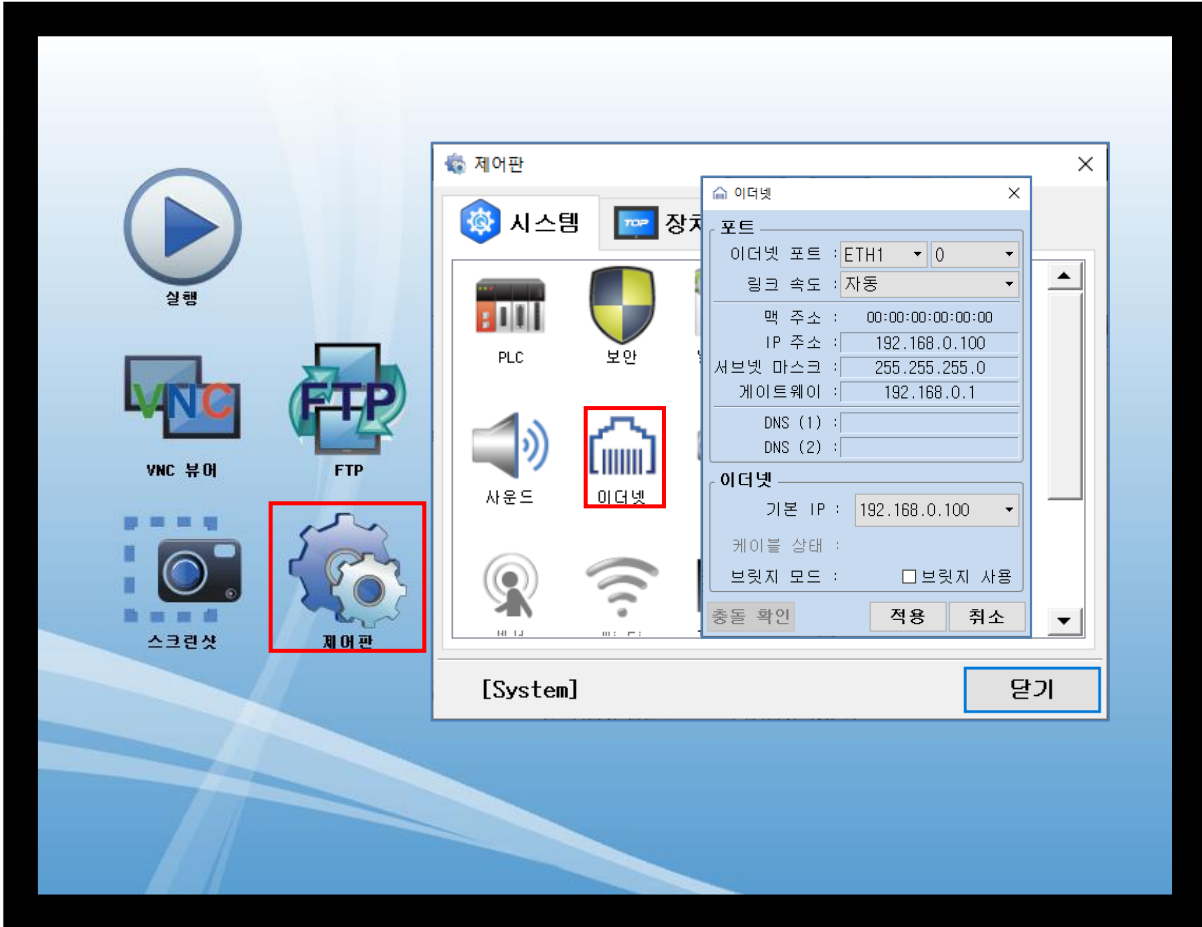 실행
VNC
VNC 뷰어
FTP
FTP
스크린샷
제어판
제어판
시스템
TOP
PLC
보안
사운드
이더넷
[System]
닫기
이더넷
포트
이더넷 포트 : ETH1 0
링크 속도 : 자동
맥 주소 : 00:00:00:00:00:00
IP 주소 : 192.168.0.100
서브넷 마스크 : 255.255.255.0
게이트웨이 : 192.168.0.1
DNS (1) :
DNS (2) :
이더넷
기본 IP : 192.168.0.100
케이블 상태 :
브릿지 모드 : 브릿지 사용
충돌 확인 적용 취소